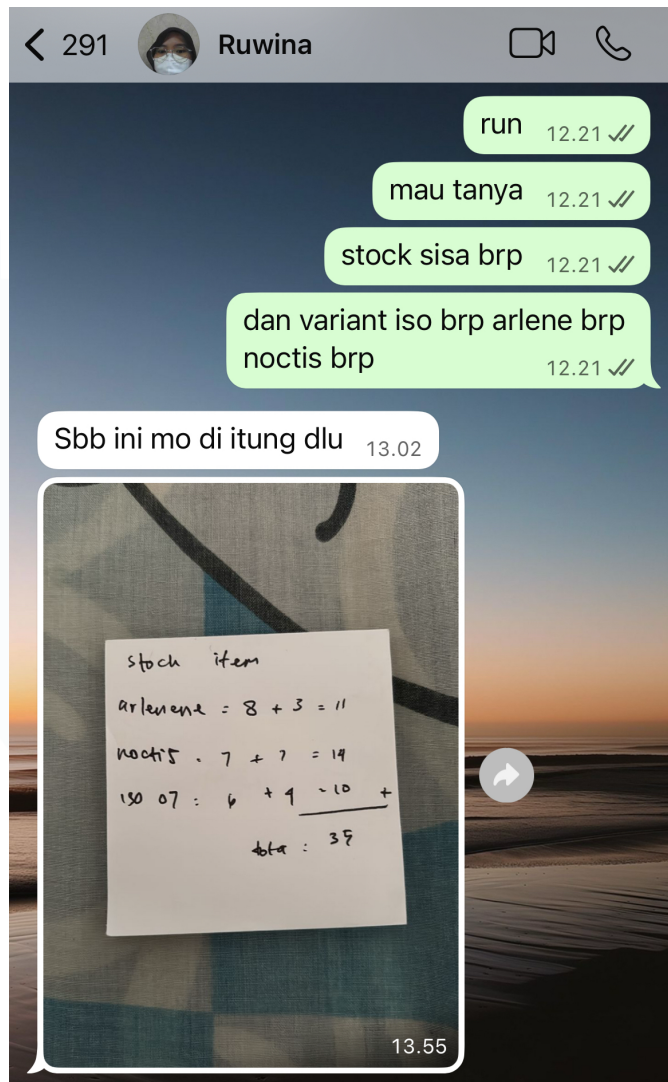 291 Ruwina
run 12.21
mau tanya 12.21
stock sisa brp 12.21
dan variant iso brp arlene brp
noctis brp 12.21
Sbb ini mo di itung dlu 13.02
stock item
arlenene = 8 + 3 = 11
noctis = 7 + 7 = 14
iso 07 : 6 + 4 = 10 +
tota : 35
13.55